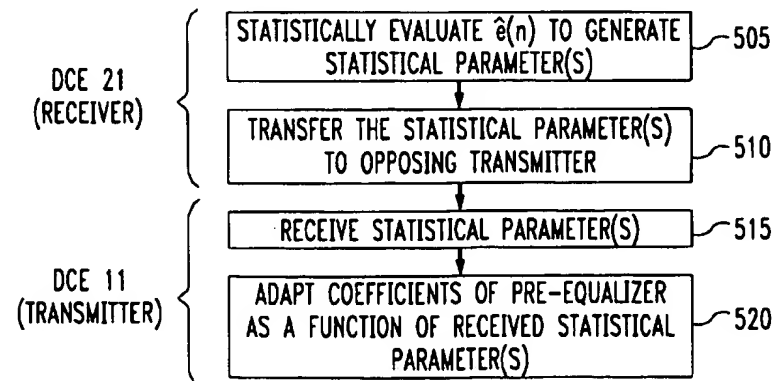 STATISTICALLY EVALUATE ê(n) TO GENERATE
STATISTICAL PARAMETER(S)
505
DCE 21
(RECEIVER)
TRANSFER THE STATISTICAL PARAMETER(S)
TO OPPOSING TRANSMITTER
510
RECEIVE STATISTICAL PARAMETER(S)
515
DCE 11
(TRANSMITTER)
ADAPT COEFFICIENTS OF PRE-EQUALIZER
AS A FUNCTION OF RECEIVED STATISTICAL
PARAMETER(S)
520